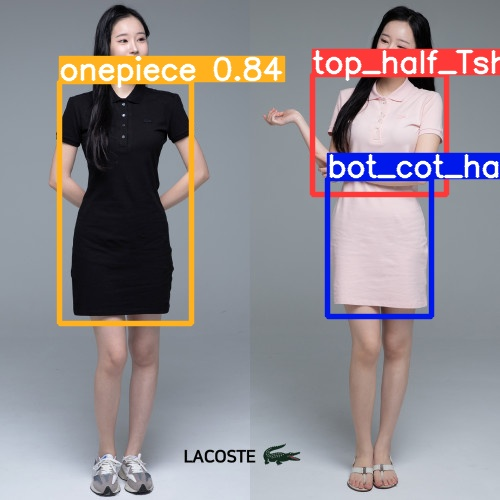 onepiece 0.84
top_half_Tsh
bot_cot_ha
LACOSTE